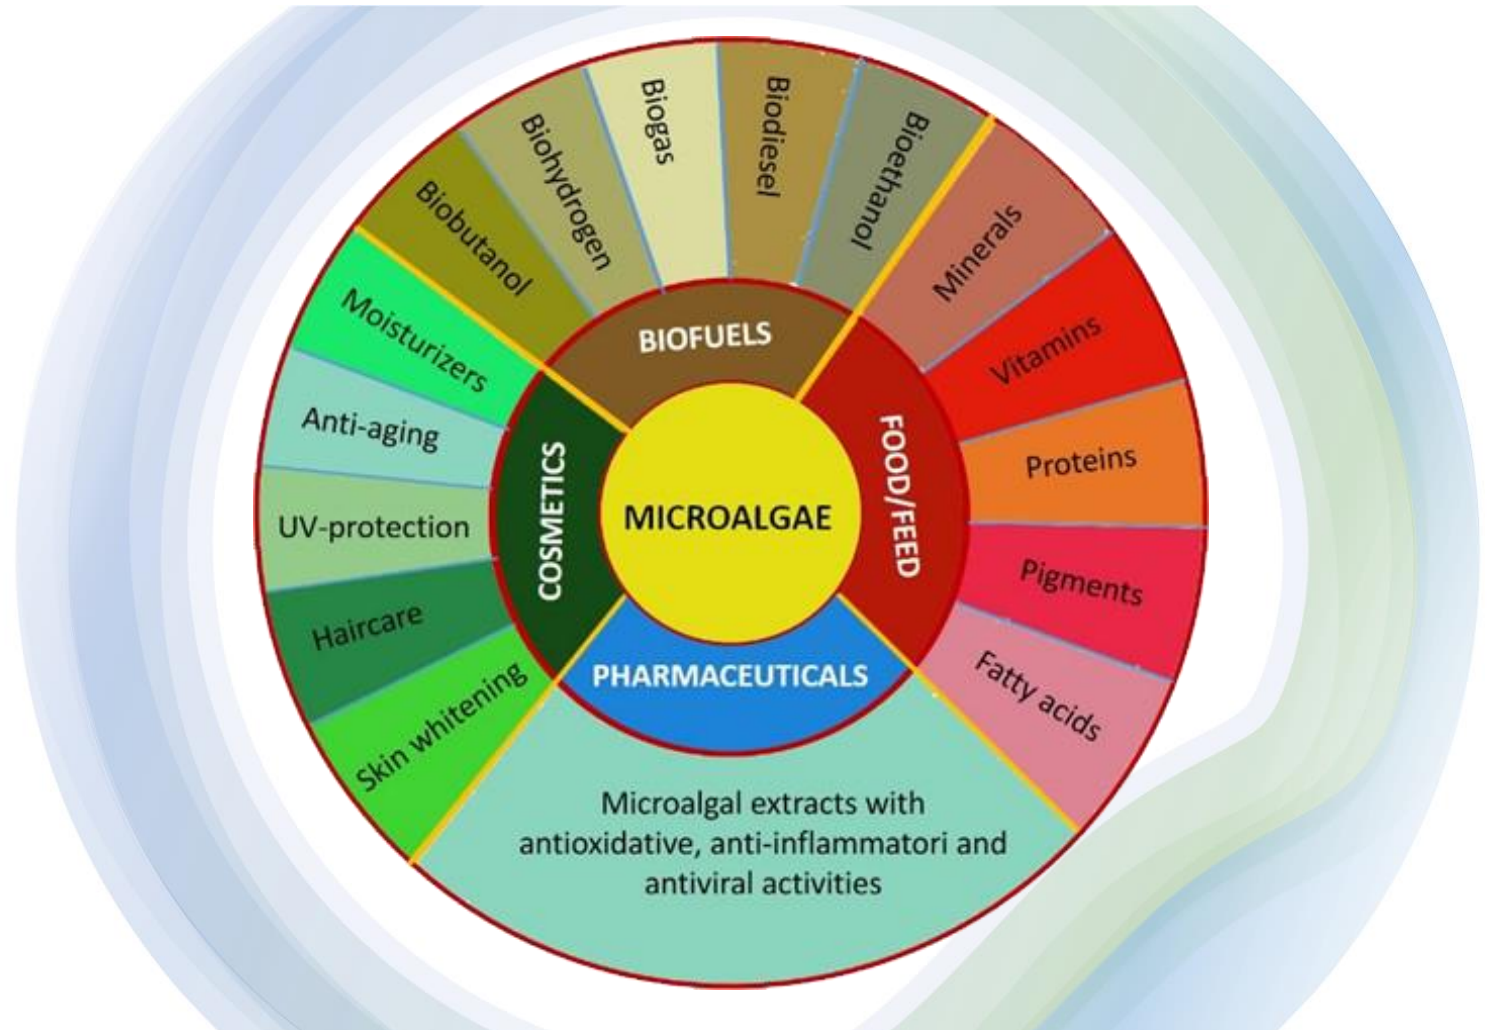 MICROALGAE
BIOFUELS
Biobutanol
Biohydrogen
Biogas
Biodiesel
Bioethanol
FOOD/FEED
Minerals
Vitamins
Proteins
Pigments
Fatty acids
PHARMACEUTICALS
Microalgal extracts with
antioxidative, anti-inflammatori and
antiviral activities
COSMETICS
Moisturizers
Anti-aging
UV-protection
Haircare
Skin whitening